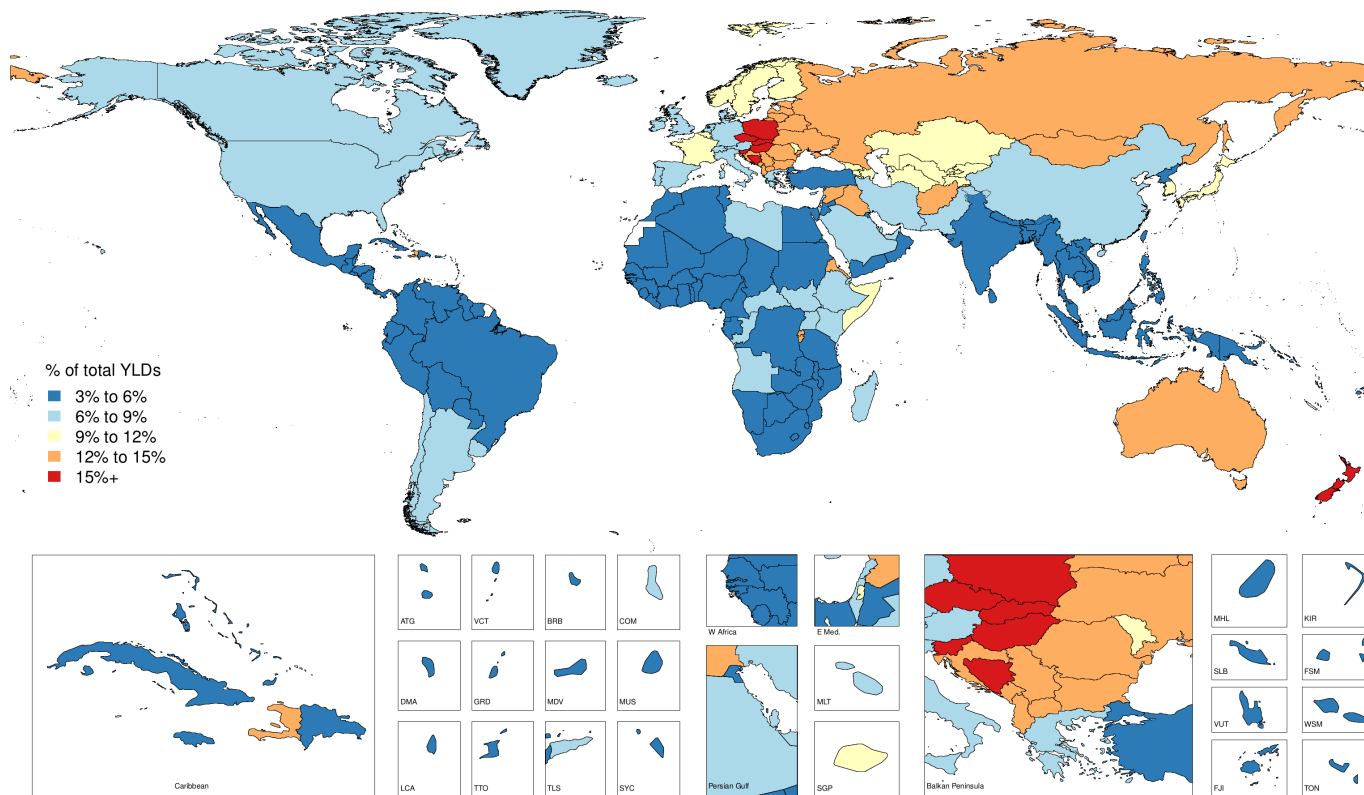 % of total YLDs
3% to 6%
6% to 9%
9% to 12%
12% to 15%
15%+
Caribbean
ATG
VCT
BRB
COM
DMA
GRD
MDV
MUS
LCA
TTO
TLS
SYC
W Africa
E Med.
Persian Gulf
MLT
SGP
Balkan Peninsula
MHL
KIR
SLB
FSM
VUT
WSM
FJI
TON